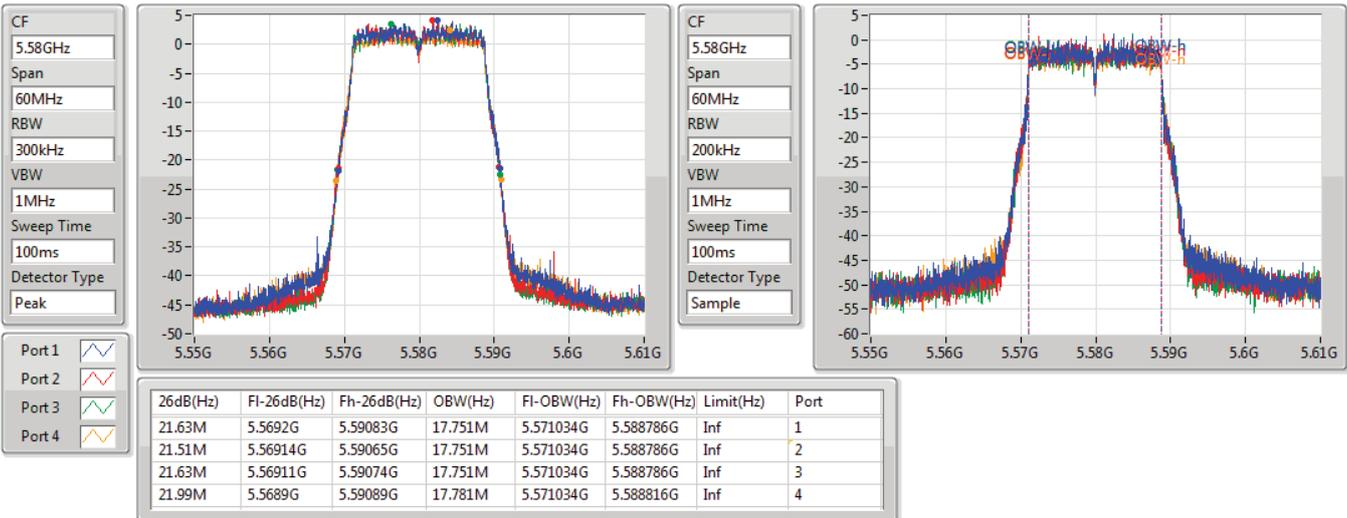 CF
5.58GHz
Span
60MHz
RBW
300kHz
VBW
1MHz
Sweep Time
100ms
Detector Type
Peak
5
0
-5
-10
-15
-20
-25
-30
-35
-40
-45
-50
5.55G 5.56G 5.57G 5.58G 5.59G 5.6G 5.61G
CF
5.58GHz
Span
60MHz
RBW
200kHz
VBW
1MHz
Sweep Time
100ms
Detector Type
Sample
5
0
-5
-10
-15
-20
-25
-30
-35
-40
-45
-50
-55
-60
OBW-h
OBW-h
5.55G 5.56G 5.57G 5.58G 5.59G 5.6G 5.61G
Port 1
Port 2
Port 3
Port 4
26dB(Hz) Fl-26dB(Hz) Fh-26dB(Hz) OBW(Hz) Fl-OBW(Hz) Fh-OBW(Hz) Limit(Hz) Port
21.63M 5.5692G 5.59083G 17.751M 5.571034G 5.588786G Inf 1
21.51M 5.56914G 5.59065G 17.751M 5.571034G 5.588786G Inf 2
21.63M 5.56911G 5.59074G 17.751M 5.571034G 5.588786G Inf 3
21.99M 5.5689G 5.59089G 17.781M 5.571034G 5.588816G Inf 4